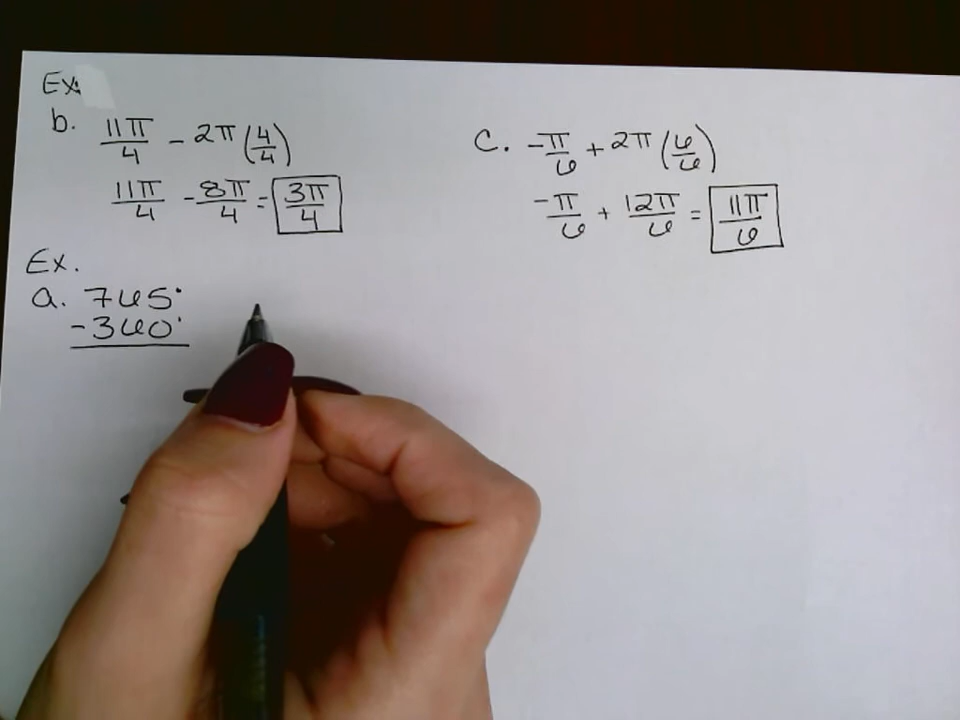 Ex:
b. 11π/4 - 2π (4/4)
11π/4 - 8π/4 = 3π/4
c. -π/6 + 2π (6/6)
-π/6 + 12π/6 = 11π/6
Ex.
a. 765°
-360°